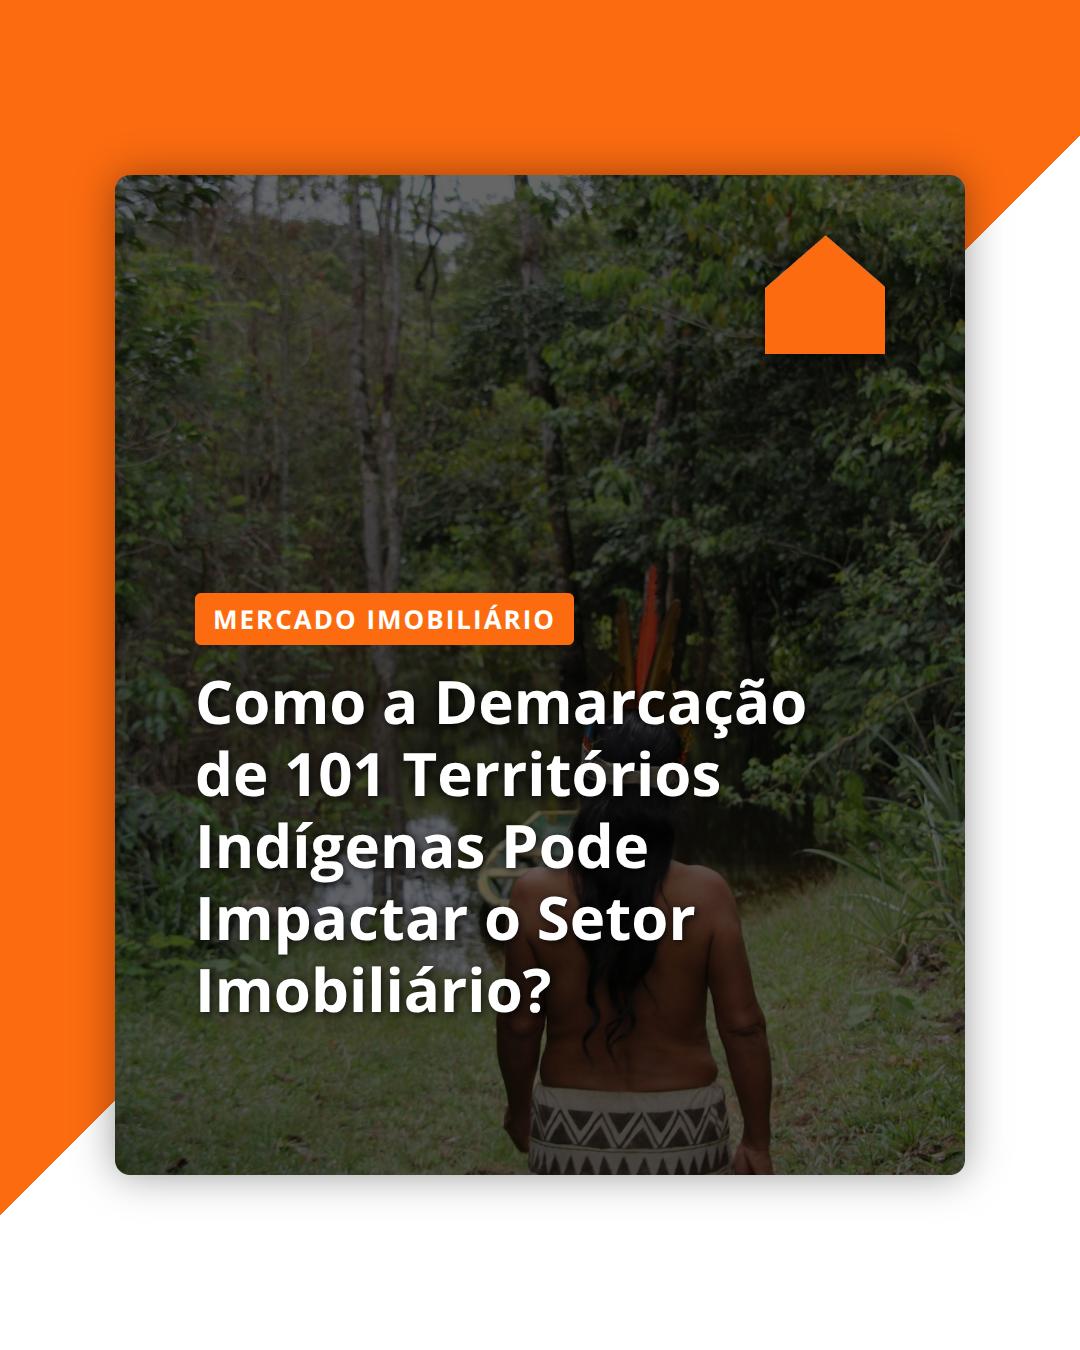 MERCADO IMOBILIÁRIO
Como a Demarcação
de 101 Territórios
Indígenas Pode
Impactar o Setor
Imobiliário?